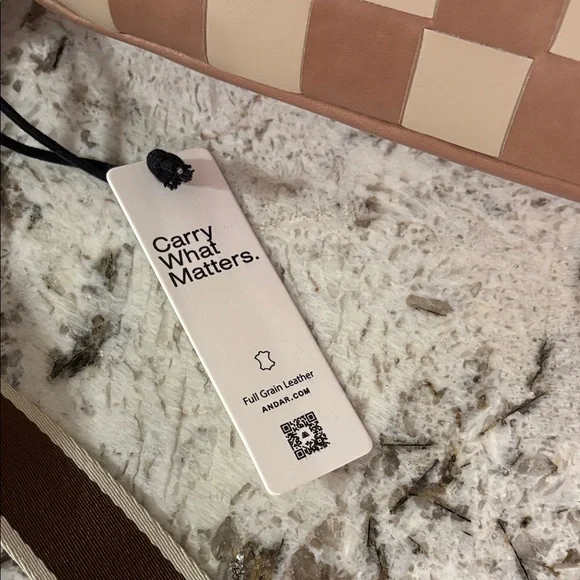 Carry
What
Matters.
Full Grain Leather
ANDAR.COM